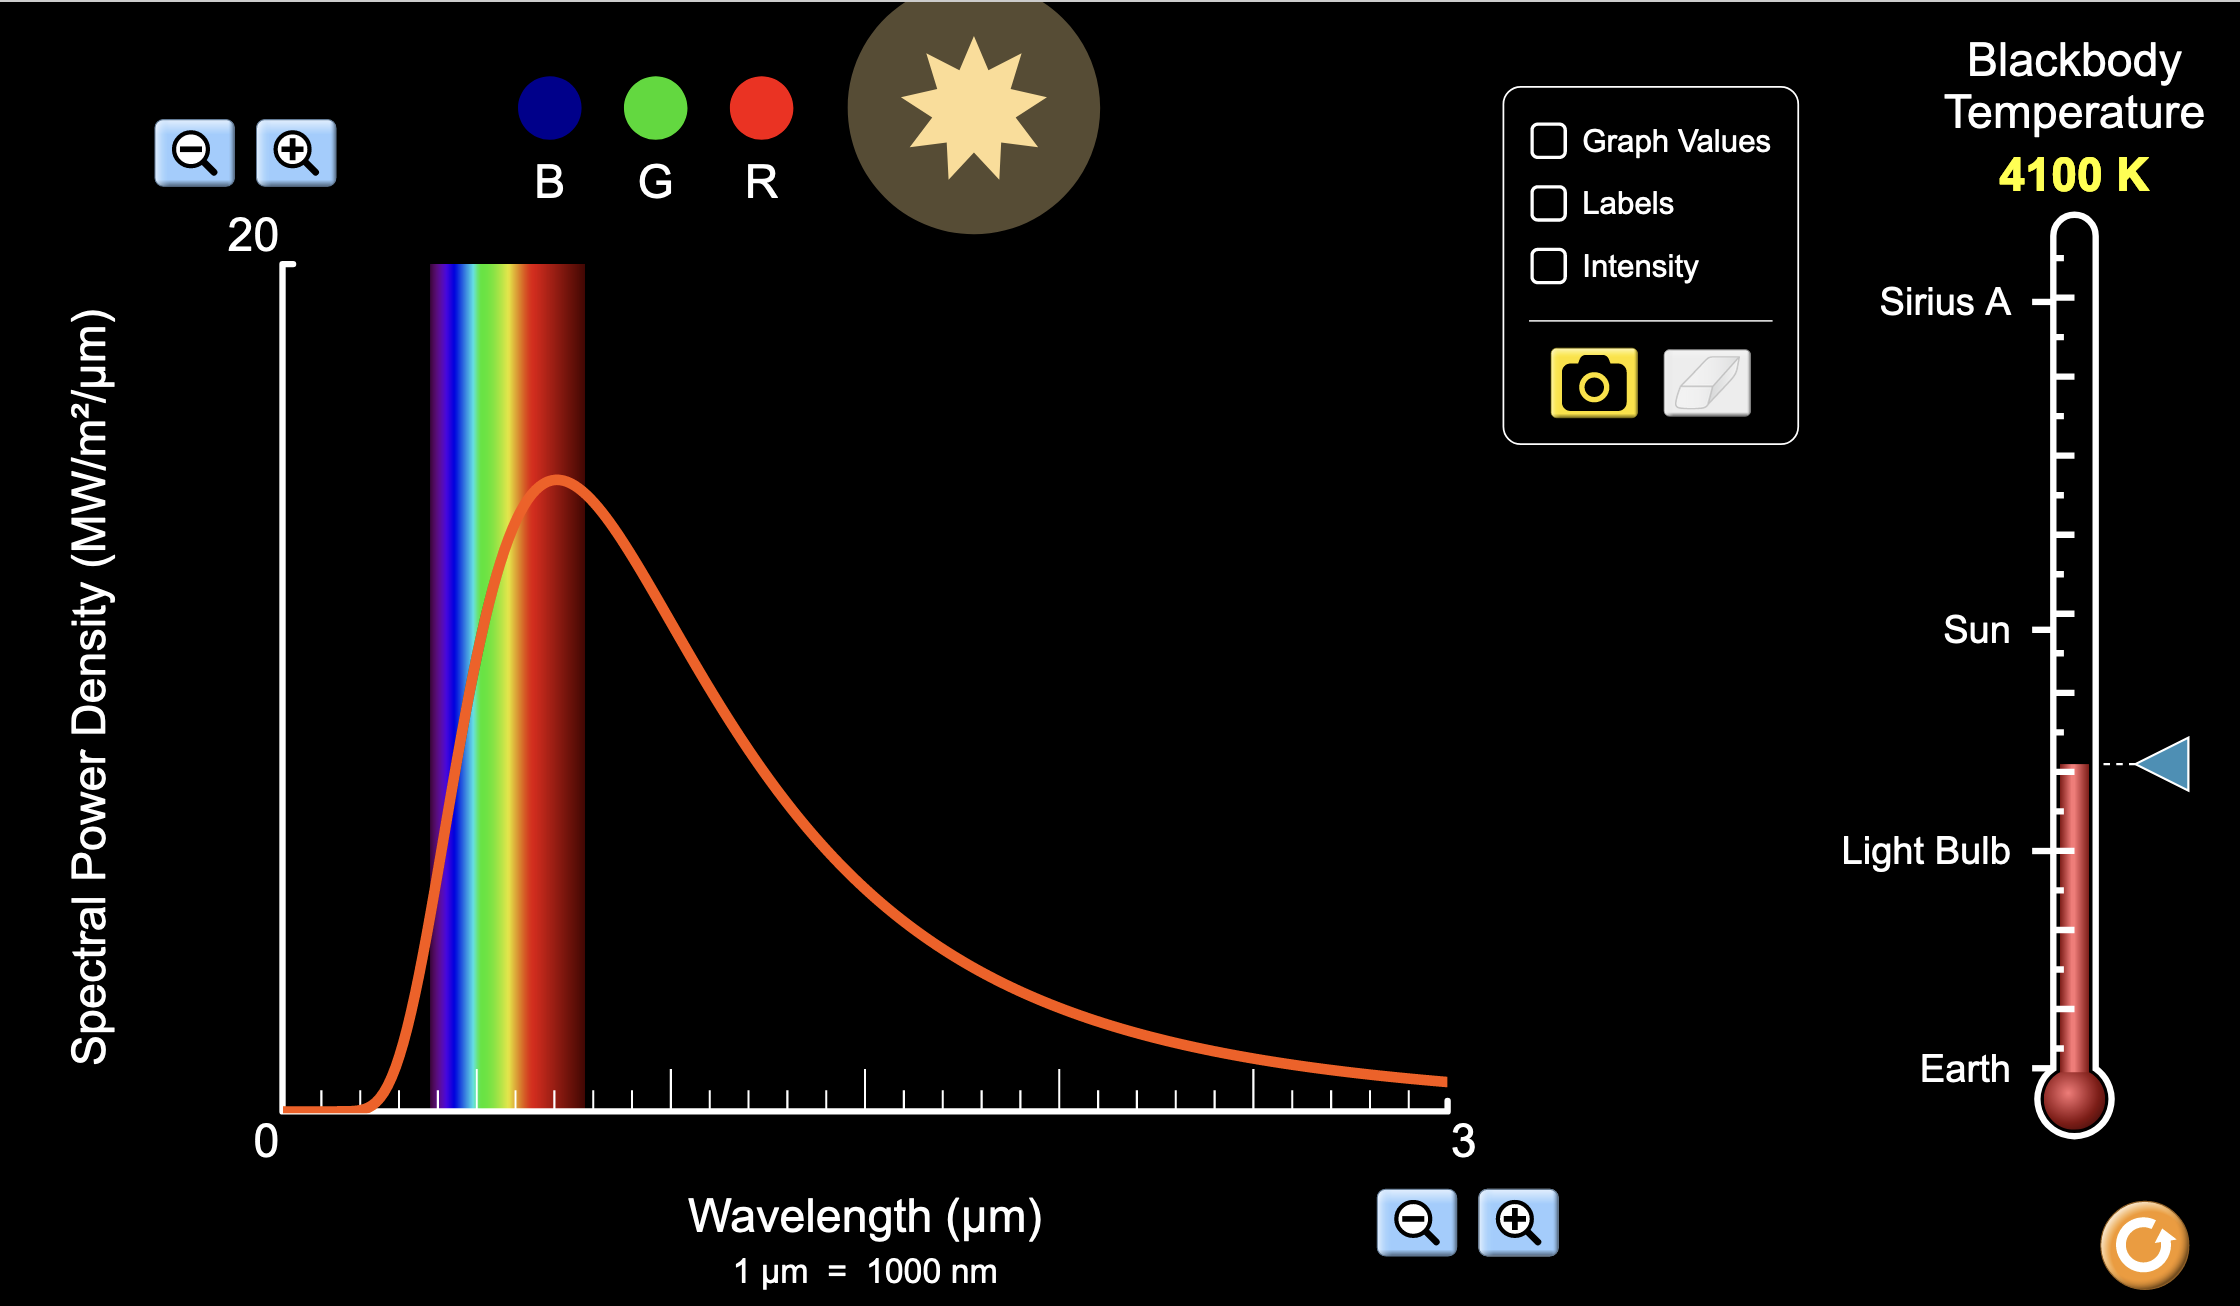 Blackbody
Temperature
4100 K
B G R
20
Graph Values
Labels
Intensity
Sirius A
Sun
Light Bulb
Earth
Spectral Power Density (MW/m²/µm)
0
3
Wavelength (µm)
1 µm = 1000 nm